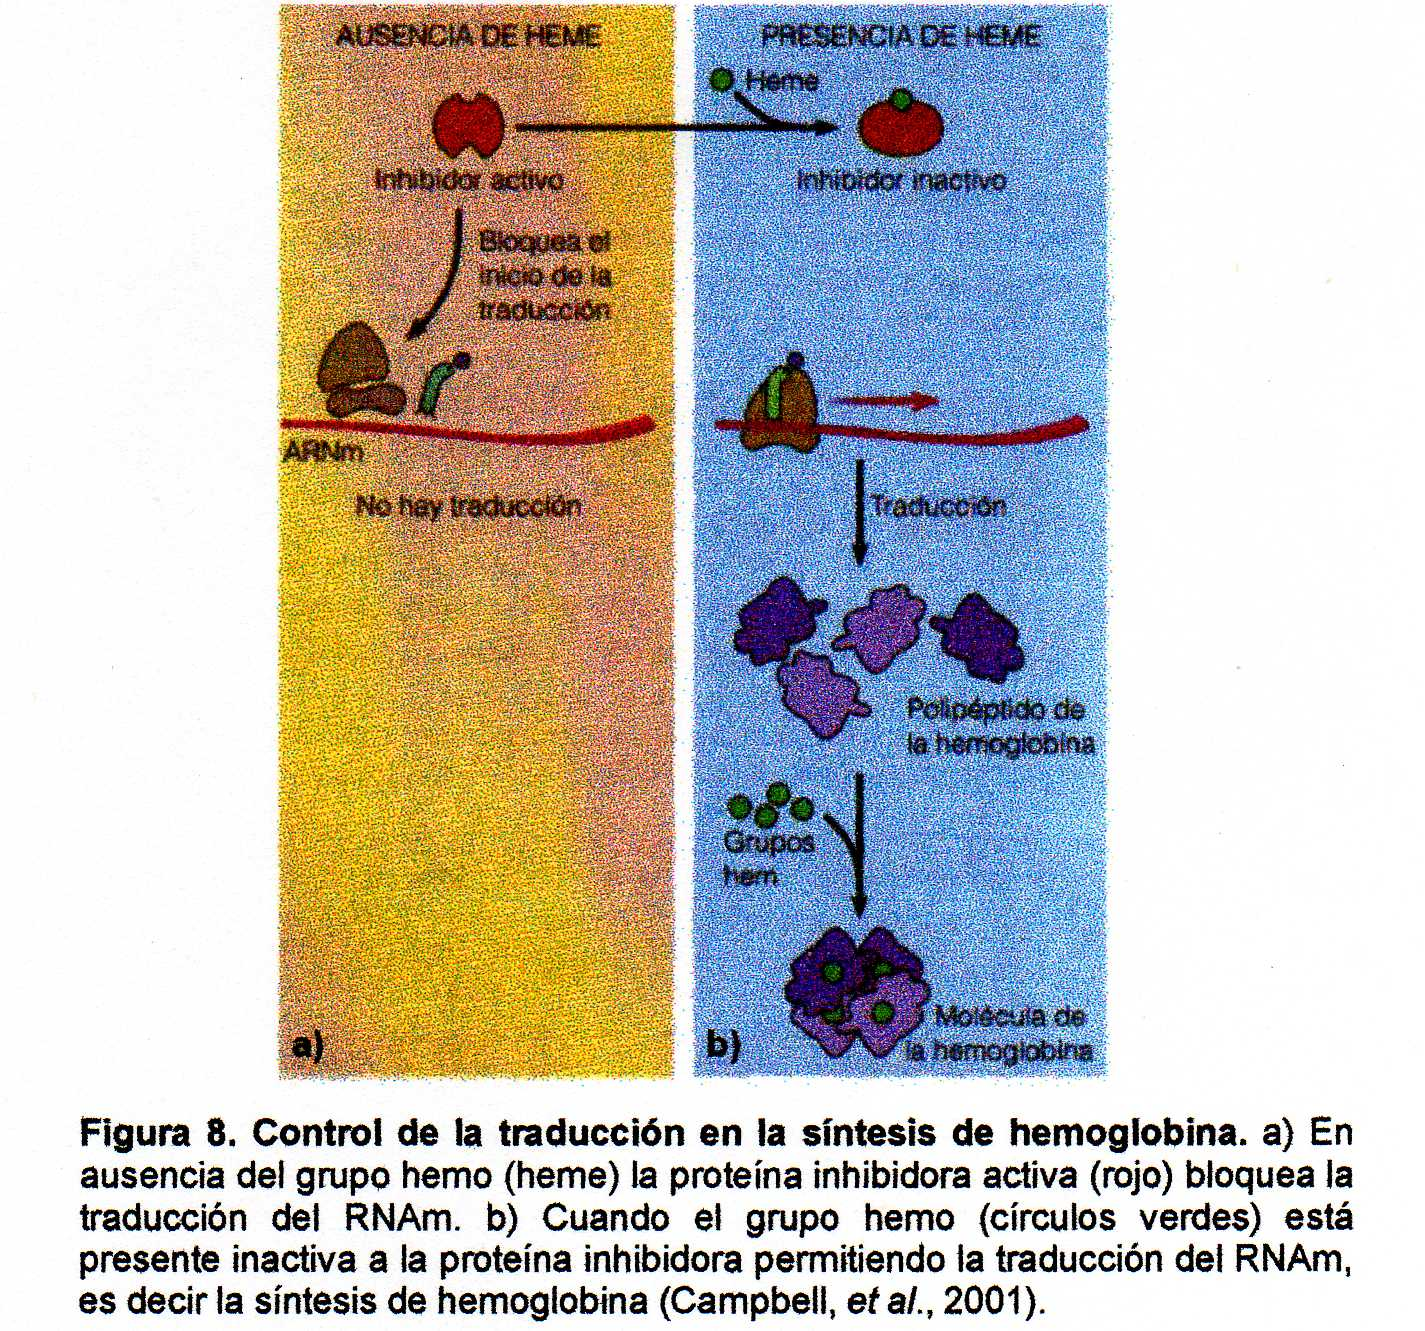 AUSENCIA DE HEME
Inhibidor activo
Bloquea el
inicio de la
traducción
ARNm
No hay traducción
a)
PRESENCIA DE HEME
Heme
Inhibidor inactivo
Traducción
Polipéptido de
la hemoglobina
Grupos
hem
Molécula de
la hemoglobina
b)
Figura 8. Control de la traducción en la síntesis de hemoglobina. a) En
ausencia del grupo hemo (heme) la proteína inhibidora activa (rojo) bloquea la
traducción del RNAm. b) Cuando el grupo hemo (círculos verdes) está
presente inactiva a la proteína inhibidora permitiendo la traducción del RNAm,
es decir la síntesis de hemoglobina (Campbell, et al., 2001).